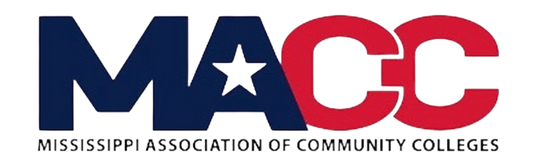 MACC
MISSISSIPPI ASSOCIATION OF COMMUNITY COLLEGES